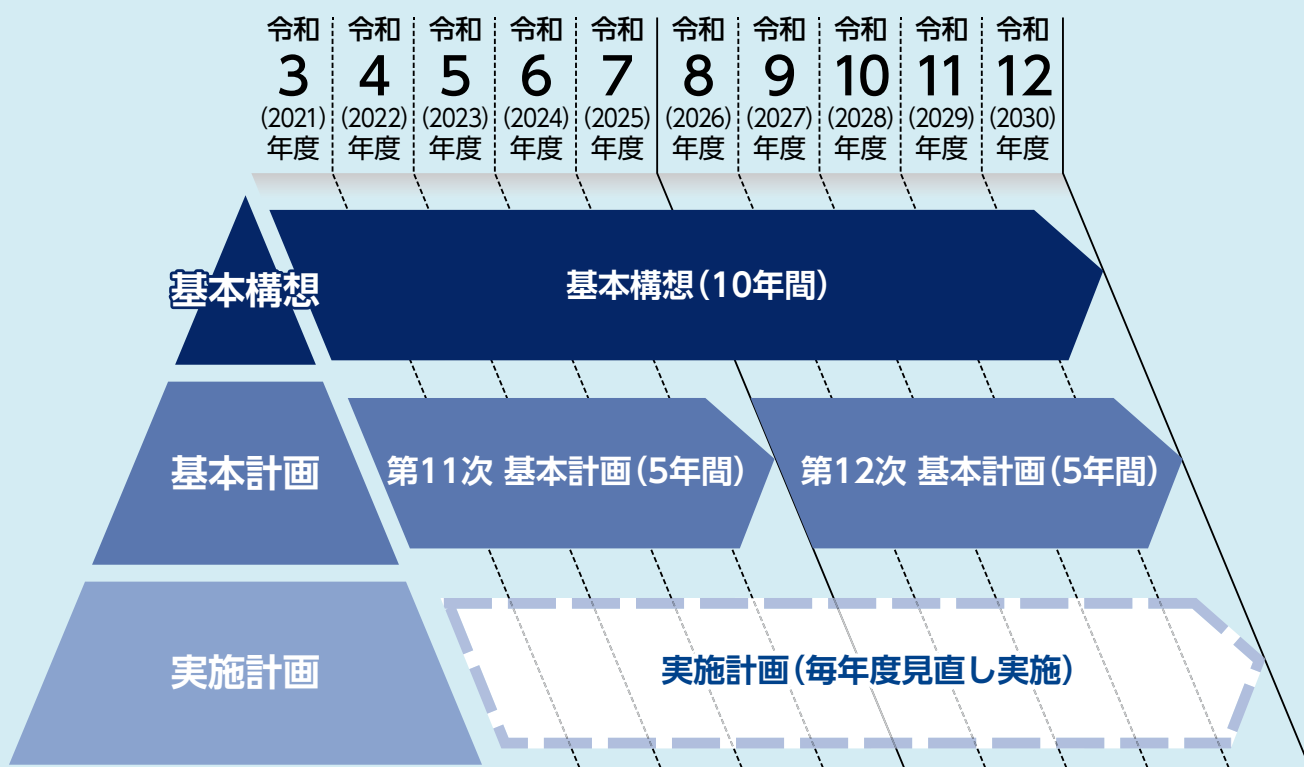 令和 令和 令和 令和 令和 令和 令和 令和 令和 令和
3 4 5 6 7 8 9 10 11 12
(2021) (2022) (2023) (2024) (2025) (2026) (2027) (2028) (2029) (2030)
年度 年度 年度 年度 年度 年度 年度 年度 年度 年度
基本構想
基本構想(10年間)
基本計画
第11次 基本計画(5年間)
第12次 基本計画(5年間)
実施計画
実施計画(毎年度見直し実施)